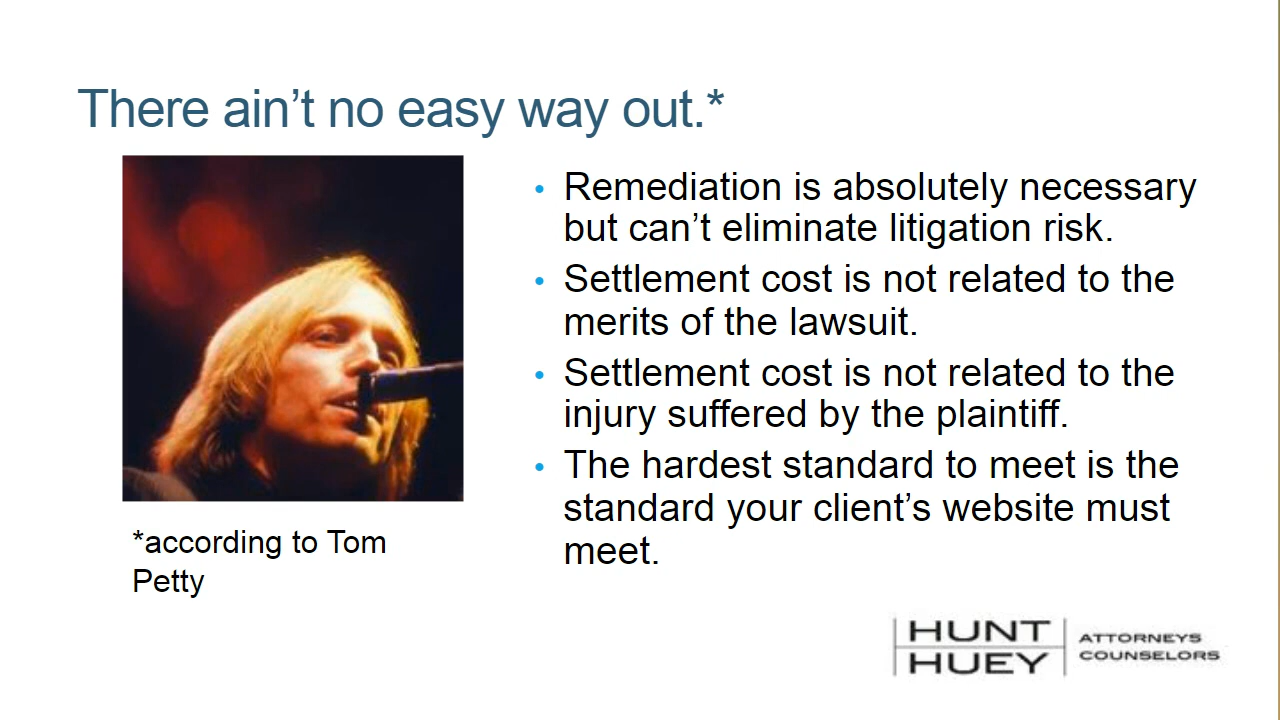 There ain’t no easy way out.*
Remediation is absolutely necessary
but can’t eliminate litigation risk.
Settlement cost is not related to the
merits of the lawsuit.
Settlement cost is not related to the
injury suffered by the plaintiff.
The hardest standard to meet is the
standard your client’s website must
meet.
*according to Tom
Petty
HUNT
HUEY
ATTORNEYS
COUNSELORS